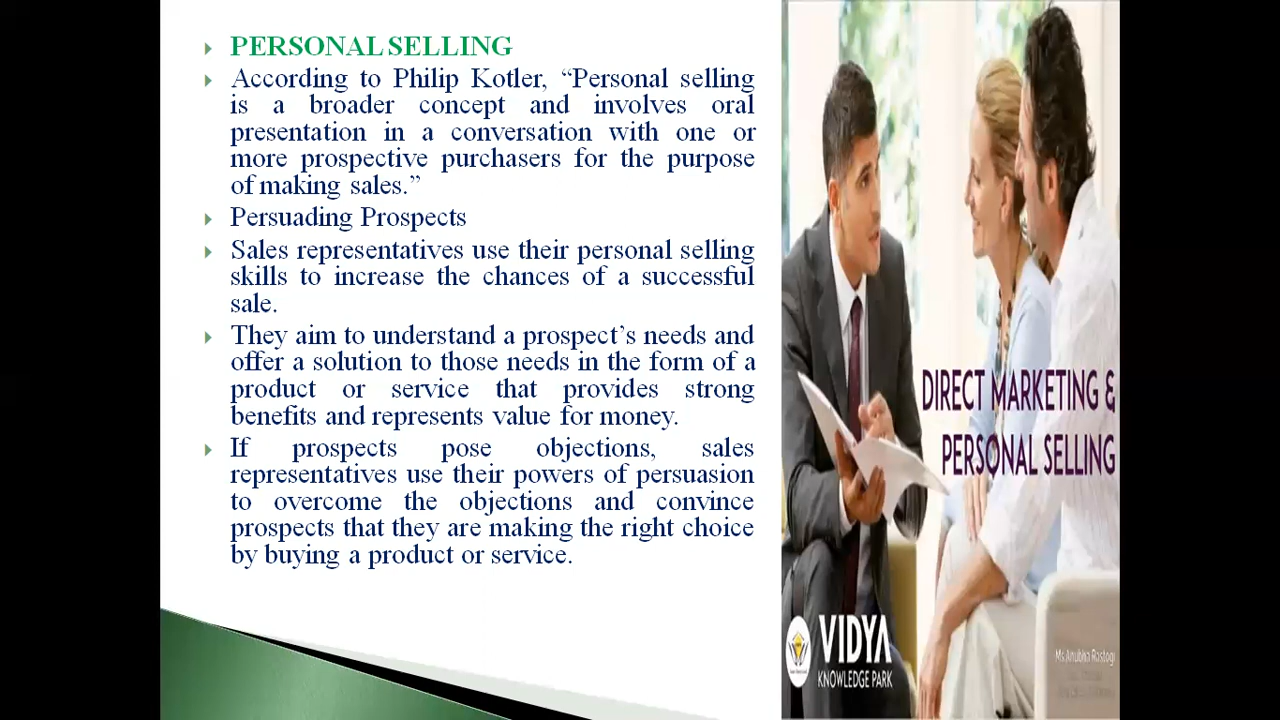 PERSONAL SELLING
According to Philip Kotler, “Personal selling
is a broader concept and involves oral
presentation in a conversation with one or
more prospective purchasers for the purpose
of making sales.”
Persuading Prospects
Sales representatives use their personal selling
skills to increase the chances of a successful
sale.
They aim to understand a prospect’s needs and
offer a solution to those needs in the form of a
product or service that provides strong
benefits and represents value for money.
If prospects pose objections, sales
representatives use their powers of persuasion
to overcome the objections and convince
prospects that they are making the right choice
by buying a product or service.
DIRECT MARKETING &
PERSONAL SELLING
VIDYA
KNOWLEDGE PARK
Ms. Anubha Rastogi